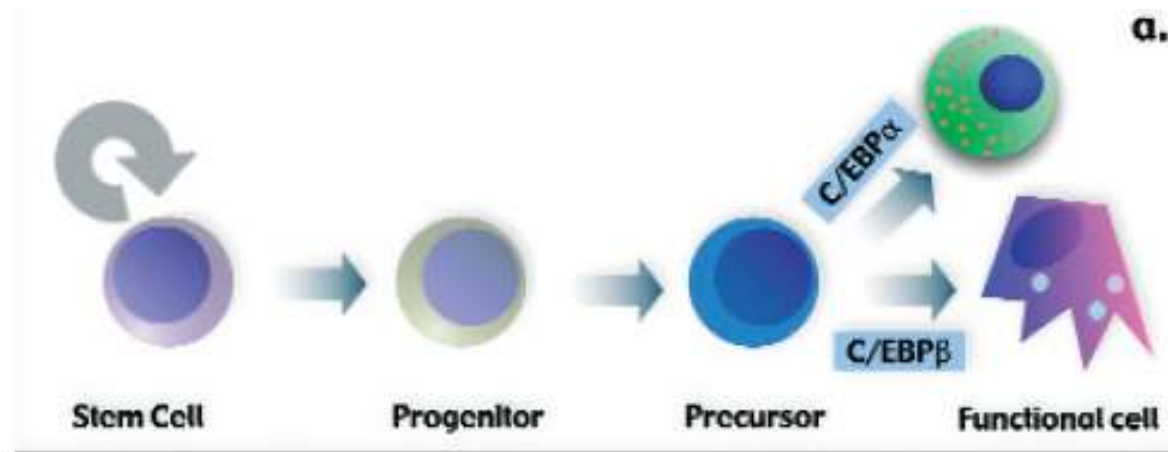 a.
C/EBPα
C/EBPβ
Stem Cell
Progenitor
Precursor
Functional cell